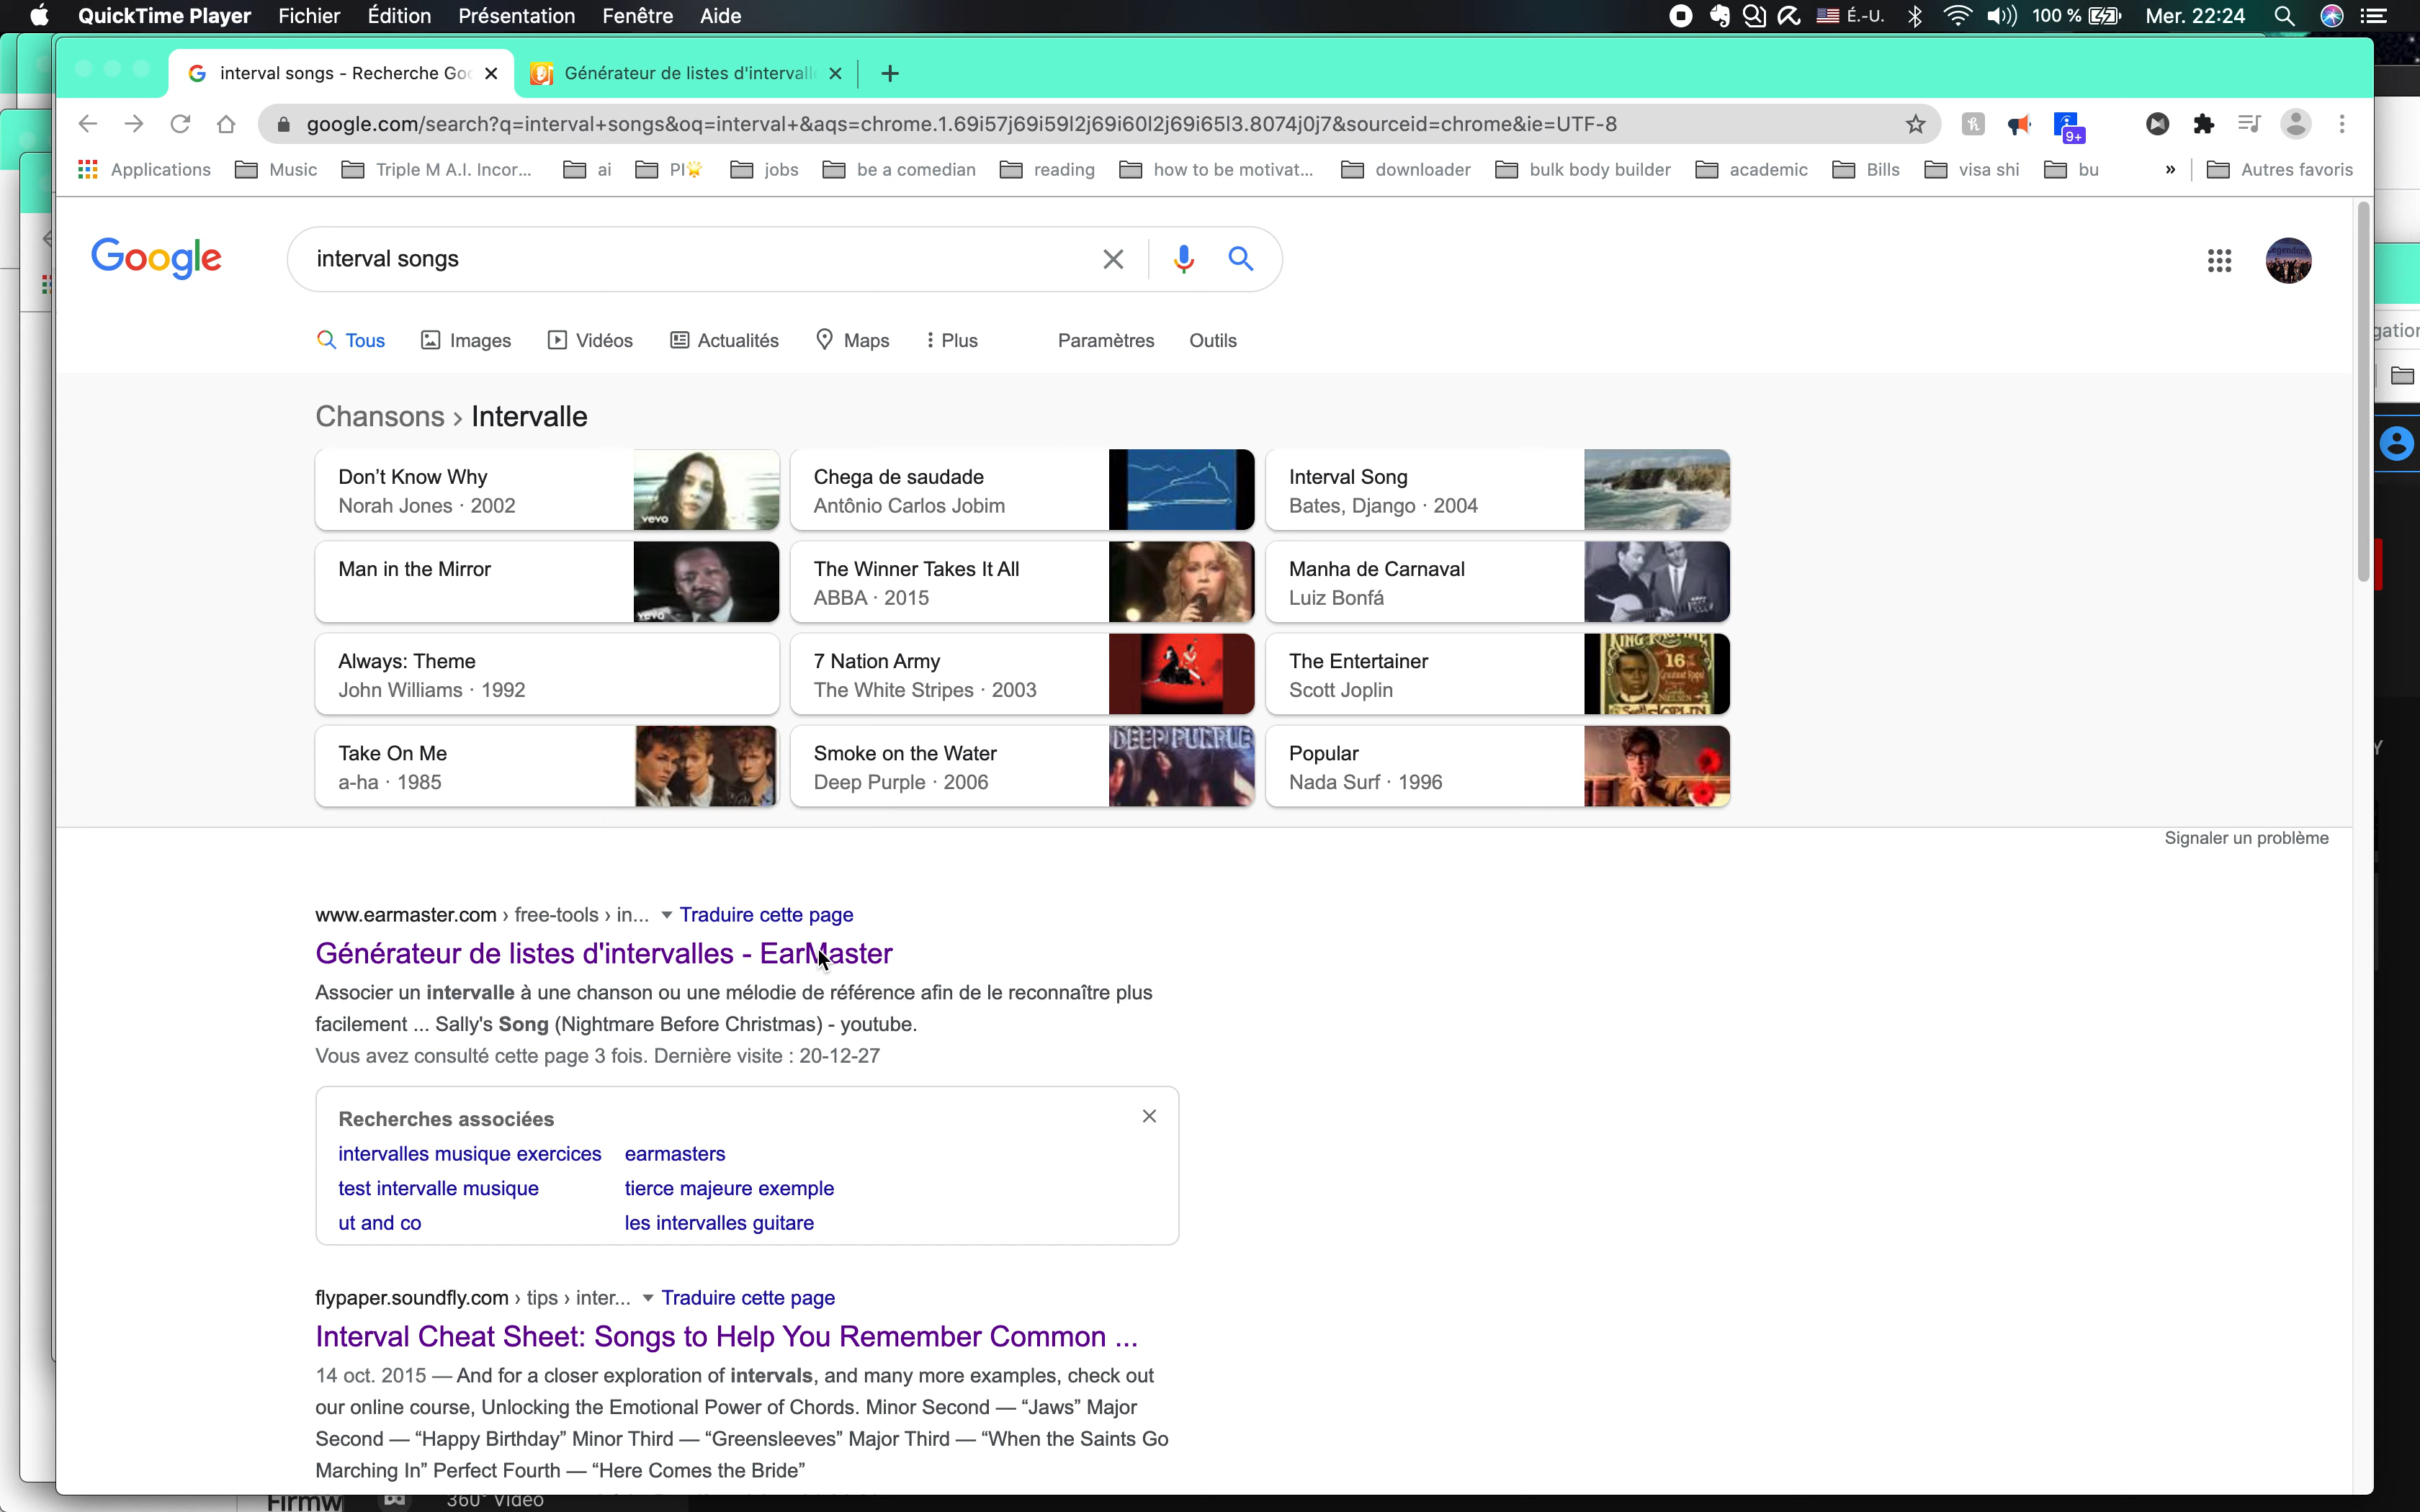 QuickTime Player Fichier Édition Présentation Fenêtre Aide É.-U. 100 % Mer. 22:24
interval songs - Recherche Goo
Générateur de listes d'intervall
google.com/search?q=interval+songs&oq=interval+&aqs=chrome.1.69i57j69i59l2j69i60l2j69i65l3.8074j0j7&sourceid=chrome&ie=UTF-8
9+
Applications Music Triple M A.I. Incor... ai PI jobs be a comedian reading how to be motivat... downloader bulk body builder academic Bills visa shi bu » Autres favoris
Google
interval songs
Tous Images Vidéos Actualités Maps Plus Paramètres Outils
Chansons › Intervalle
Don't Know Why
Norah Jones · 2002
vevo
Chega de saudade
Antônio Carlos Jobim
Interval Song
Bates, Django · 2004
Man in the Mirror
vevo
The Winner Takes It All
ABBA · 2015
Manha de Carnaval
Luiz Bonfá
Always: Theme
John Williams · 1992
7 Nation Army
The White Stripes · 2003
The Entertainer
Scott Joplin
Take On Me
a-ha · 1985
Smoke on the Water
Deep Purple · 2006
DEEP PURPLE
Popular
Nada Surf · 1996
Signaler un problème
www.earmaster.com › free-tools › in... Traduire cette page
Générateur de listes d'intervalles - EarMaster
Associer un intervalle à une chanson ou une mélodie de référence afin de le reconnaître plus
facilement ... Sally's Song (Nightmare Before Christmas) - youtube.
Vous avez consulté cette page 3 fois. Dernière visite : 20-12-27
Recherches associées
intervalles musique exercices earmasters
test intervalle musique tierce majeure exemple
ut and co les intervalles guitare
flypaper.soundfly.com › tips › inter... Traduire cette page
Interval Cheat Sheet: Songs to Help You Remember Common ...
14 oct. 2015 — And for a closer exploration of intervals, and many more examples, check out
our online course, Unlocking the Emotional Power of Chords. Minor Second — “Jaws” Major
Second — “Happy Birthday” Minor Third — “Greensleeves” Major Third — “When the Saints Go
Marching In” Perfect Fourth — “Here Comes the Bride”
Firmw 360° Video